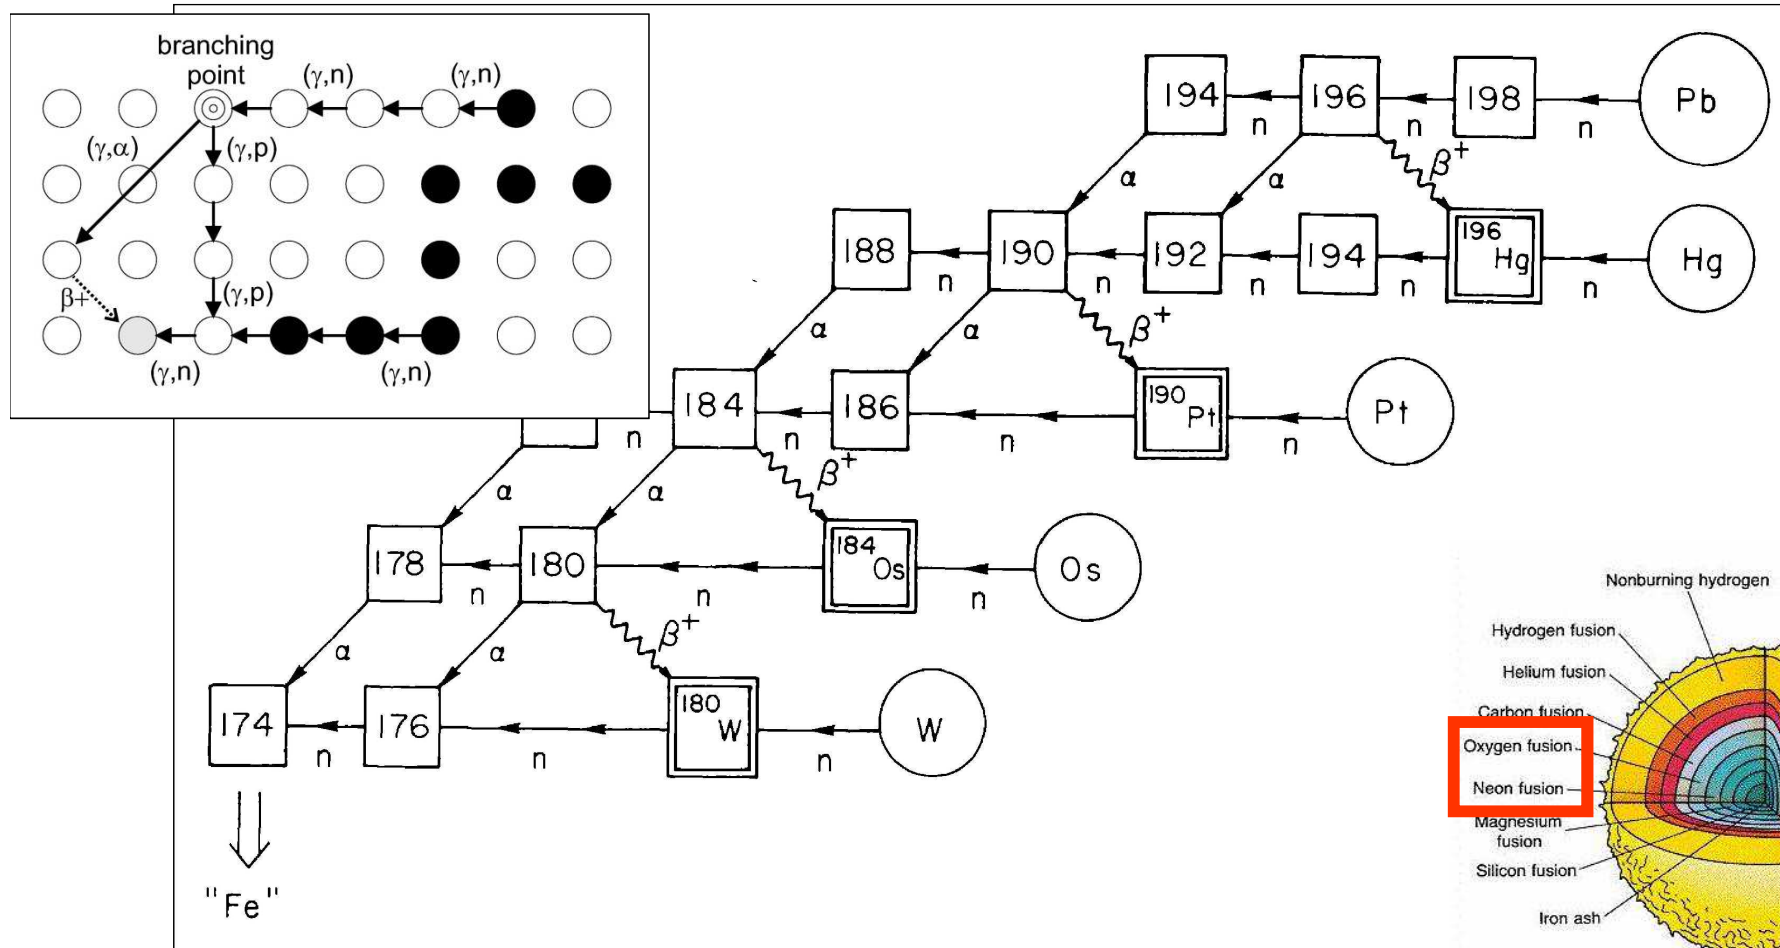 branching
point
(γ,n)
(γ,n)
(γ,α)
(γ,p)
β+
(γ,p)
(γ,n)
(γ,n)
194
196
198
Pb
n
n
n
α
α
β+
188
190
192
194
196
Hg
Hg
n
n
n
n
n
α
α
β+
184
186
190
Pt
Pt
n
n
n
n
α
α
β+
178
180
184
Os
Os
n
n
n
α
α
β+
174
176
180
W
W
n
n
n
"Fe"
Nonburning hydrogen
Hydrogen fusion
Helium fusion
Carbon fusion
Oxygen fusion
Neon fusion
Magnesium
fusion
Silicon fusion
Iron ash